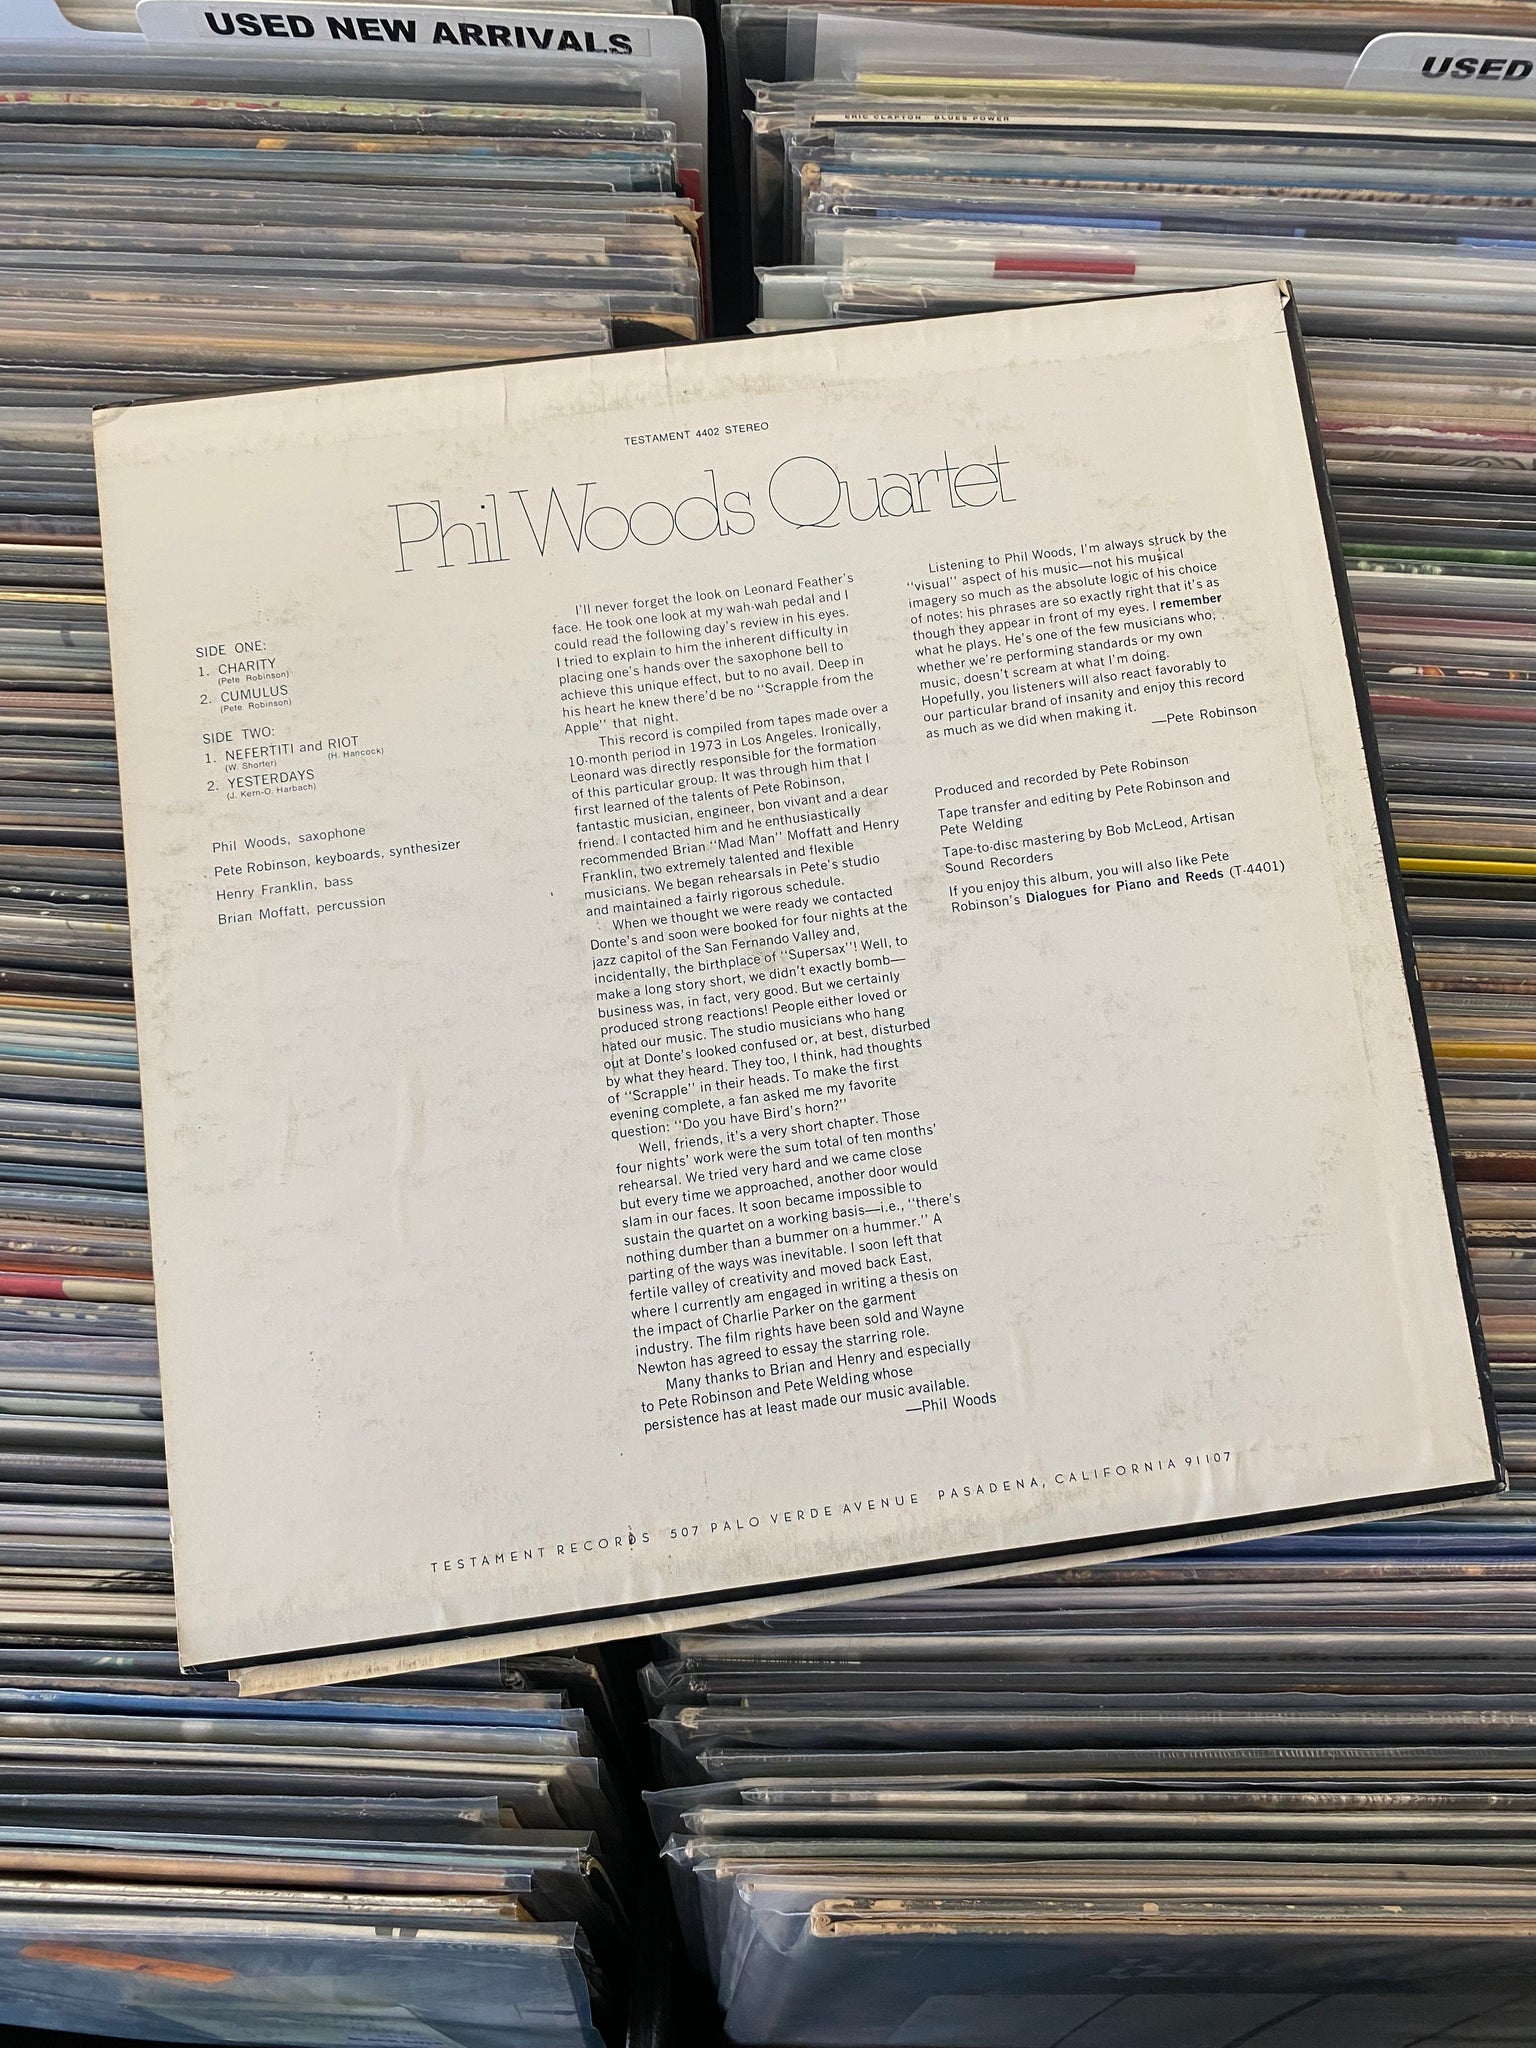 USED NEW ARRIVALS
USED
ERIC CLAPTON BLUES POWER
TESTAMENT 4402 STEREO
Phil Woods Quartet
SIDE ONE:
1. CHARITY
(Pete Robinson)
2. CUMULUS
(Pete Robinson)
SIDE TWO:
1. NEFERTITI and RIOT
(W. Shorter) (H. Hancock)
2. YESTERDAYS
(J. Kern-O. Harbach)
Phil Woods, saxophone
Pete Robinson, keyboards, synthesizer
Henry Franklin, bass
Brian Moffatt, percussion
I'll never forget the look on Leonard Feather's
face. He took one look at my wah-wah pedal and I
could read the following day's review in his eyes.
I tried to explain to him the inherent difficulty in
placing one's hands over the saxophone bell to
achieve this unique effect, but to no avail. Deep in
his heart he knew there'd be no "Scrapple from the
Apple" that night.
This record is compiled from tapes made over a
10-month period in 1973 in Los Angeles. Ironically,
Leonard was directly responsible for the formation
of this particular group. It was through him that I
first learned of the talents of Pete Robinson,
fantastic musician, engineer, bon vivant and a dear
friend. I contacted him and he enthusiastically
recommended Brian "Mad Man" Moffatt and Henry
Franklin, two extremely talented and flexible
musicians. We began rehearsals in Pete's studio
and maintained a fairly rigorous schedule.
When we thought we were ready we contacted
Donte's and soon were booked for four nights at the
jazz capitol of the San Fernando Valley and,
incidentally, the birthplace of "Supersax"! Well, to
make a long story short, we didn't exactly bomb—
business was, in fact, very good. But we certainly
produced strong reactions! People either loved or
hated our music. The studio musicians who hang
out at Donte's looked confused or, at best, disturbed
by what they heard. They too, I think, had thoughts
of "Scrapple" in their heads. To make the first
evening complete, a fan asked me my favorite
question: "Do you have Bird's horn?"
Well, friends, it's a very short chapter. Those
four nights' work were the sum total of ten months'
rehearsal. We tried very hard and we came close
but every time we approached, another door would
slam in our faces. It soon became impossible to
sustain the quartet on a working basis—i.e., "there's
nothing dumber than a bummer on a hummer." A
parting of the ways was inevitable. I soon left that
fertile valley of creativity and moved back East,
where I currently am engaged in writing a thesis on
the impact of Charlie Parker on the garment
industry. The film rights have been sold and Wayne
Newton has agreed to essay the starring role.
Many thanks to Brian and Henry and especially
to Pete Robinson and Pete Welding whose
persistence has at least made our music available.
—Phil Woods
Listening to Phil Woods, I'm always struck by the
"visual" aspect of his music—not his musical
imagery so much as the absolute logic of his choice
of notes: his phrases are so exactly right that it's as
though they appear in front of my eyes. I remember
what he plays. He's one of the few musicians who,
whether we're performing standards or my own
music, doesn't scream at what I'm doing.
Hopefully, you listeners will also react favorably to
our particular brand of insanity and enjoy this record
as much as we did when making it.
—Pete Robinson
Produced and recorded by Pete Robinson
Tape transfer and editing by Pete Robinson and
Pete Welding
Tape-to-disc mastering by Bob McLeod, Artisan
Sound Recorders
If you enjoy this album, you will also like Pete
Robinson's Dialogues for Piano and Reeds (T-4401)
TESTAMENT RECORDS 507 PALO VERDE AVENUE PASADENA, CALIFORNIA 91107